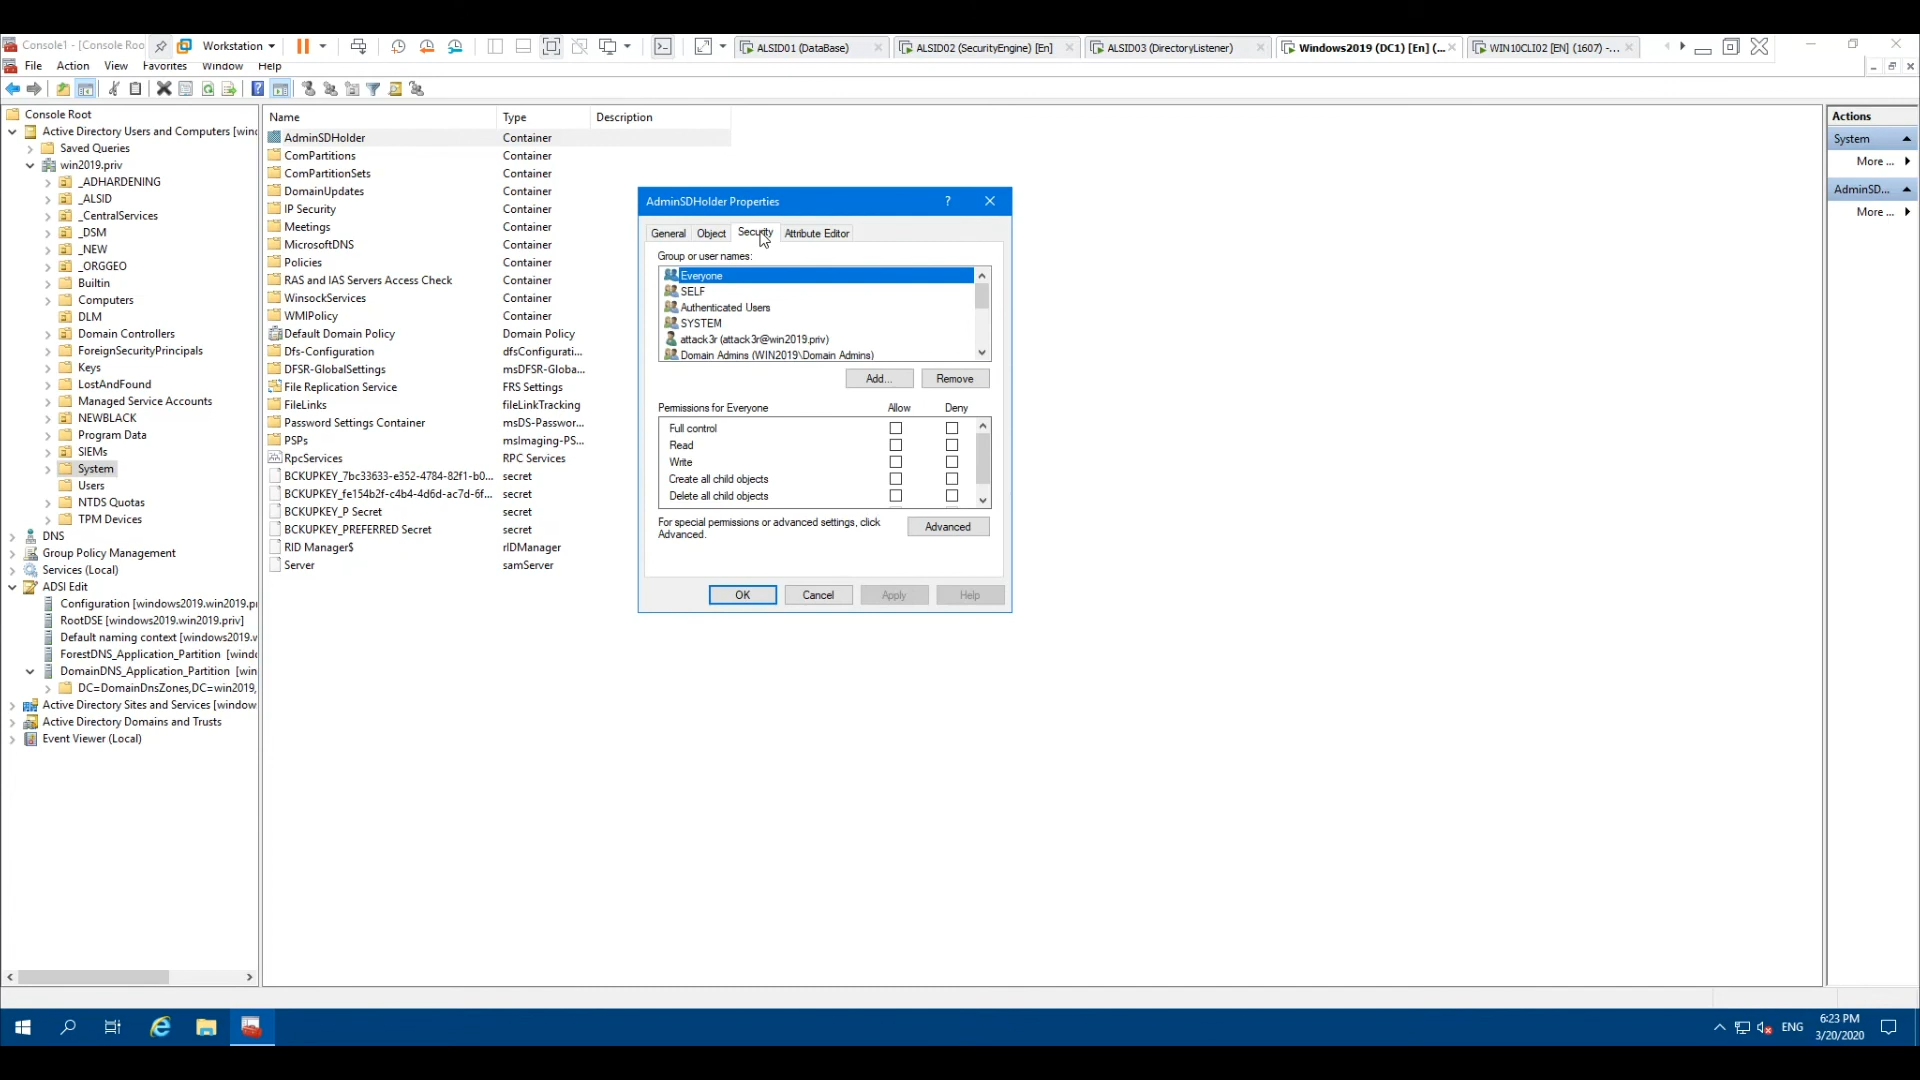 Console1 - [Console Roo
Workstation
ALSID01 (DataBase)
ALSID02 (SecurityEngine) [En]
ALSID03 (DirectoryListener)
Windows2019 (DC1) [En] (...
WIN10CLI02 [EN] (1607) -...
File Action View Favorites Window Help
Console Root
Active Directory Users and Computers [wind
Saved Queries
win2019.priv
_ADHARDENING
_ALSID
_CentralServices
_DSM
_NEW
_ORGGEO
Builtin
Computers
DLM
Domain Controllers
ForeignSecurityPrincipals
Keys
LostAndFound
Managed Service Accounts
NEWBLACK
Program Data
SIEMs
System
Users
NTDS Quotas
TPM Devices
DNS
Group Policy Management
Services (Local)
ADSI Edit
Configuration [windows2019.win2019.pr
RootDSE [windows2019.win2019.priv]
Default naming context [windows2019.w
ForestDNS_Application_Partition [windo
DomainDNS_Application_Partition [win
DC=DomainDnsZones,DC=win2019,
Active Directory Sites and Services [window
Active Directory Domains and Trusts
Event Viewer (Local)
Name Type Description
AdminSDHolder Container
ComPartitions Container
ComPartitionSets Container
DomainUpdates Container
IP Security Container
Meetings Container
MicrosoftDNS Container
Policies Container
RAS and IAS Servers Access Check Container
WinsockServices Container
WMIPolicy Container
Default Domain Policy Domain Policy
Dfs-Configuration dfsConfigurati...
DFSR-GlobalSettings msDFSR-Globa...
File Replication Service FRS Settings
FileLinks fileLinkTracking
Password Settings Container msDS-Passwor...
PSPs msImaging-PS...
RpcServices RPC Services
BCKUPKEY_7bc33633-e352-4784-82f1-b0... secret
BCKUPKEY_fe154b2f-c4b4-4d6d-ac7d-6f... secret
BCKUPKEY_P Secret secret
BCKUPKEY_PREFERRED Secret secret
RID Manager$ rIDManager
Server samServer
AdminSDHolder Properties ?
General Object Security Attribute Editor
Group or user names:
Everyone
SELF
Authenticated Users
SYSTEM
attack3r (attack3r@win2019.priv)
Domain Admins (WIN2019\Domain Admins)
Add... Remove
Permissions for Everyone Allow Deny
Full control
Read
Write
Create all child objects
Delete all child objects
For special permissions or advanced settings, click Advanced.
Advanced
OK Cancel Apply Help
Actions
System
More ...
AdminSD...
More ...
ENG
6:23 PM
3/20/2020